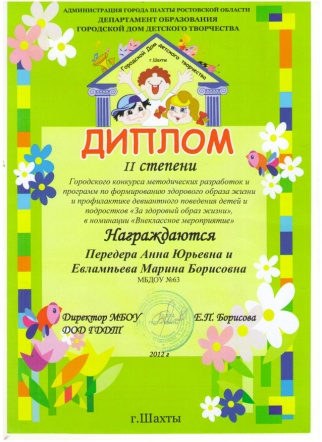 АДМИНИСТРАЦИЯ ГОРОДА ШАХТЫ РОСТОВСКОЙ ОБЛАСТИ
ДЕПАРТАМЕНТ ОБРАЗОВАНИЯ
ГОРОДСКОЙ ДОМ ДЕТСКОГО ТВОРЧЕСТВА
Городской Дом детского творчества
г.Шахты
ДИПЛОМ
II степени
Городского конкурса методических разработок и
программ по формированию здорового образа жизни
и профилактике девиантного поведения детей и
подростков «За здоровый образ жизни»,
в номинации «Внеклассное мероприятие»
Награждаются
Передера Анна Юрьевна и
Евлампьева Марина Борисовна
МБДОУ №63
Директор МБОУ Е.П. Борисова
ДОД ГДДТ
2012 г
г.Шахты